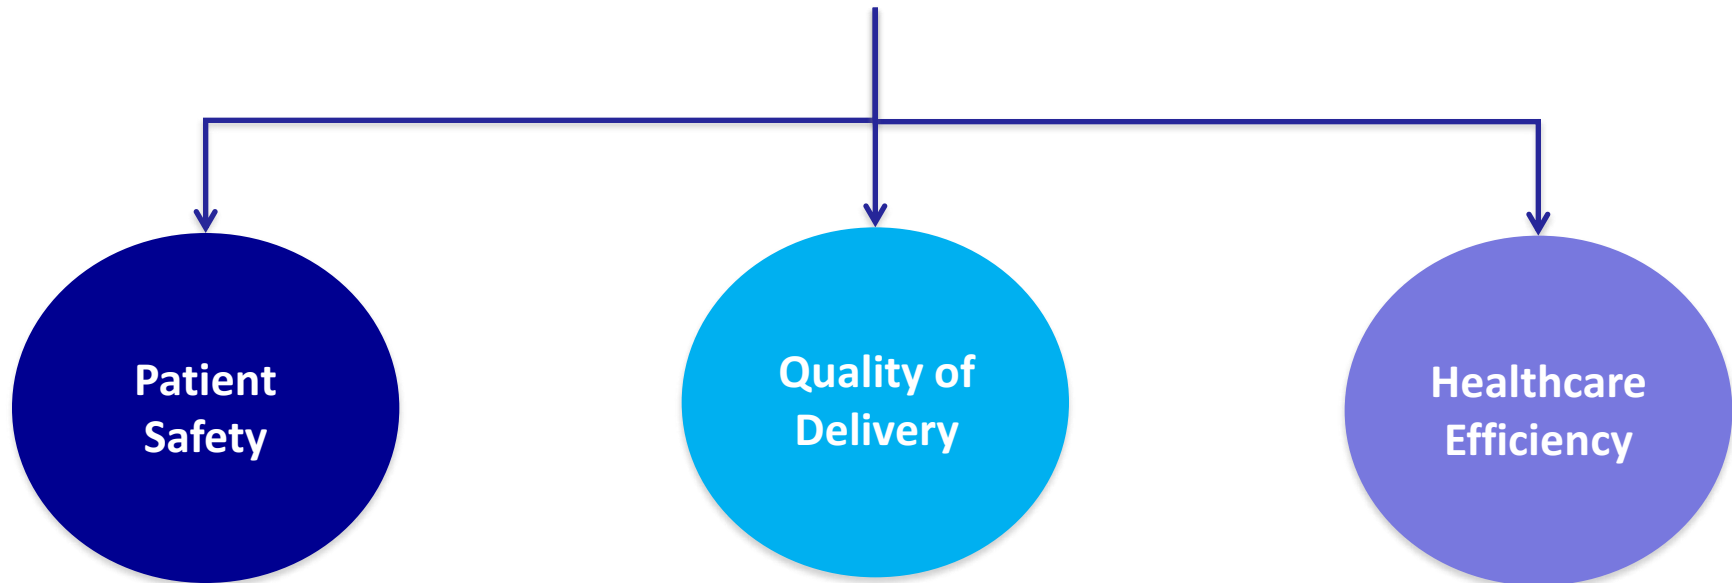 Patient
Safety
Quality of
Delivery
Healthcare
Efficiency